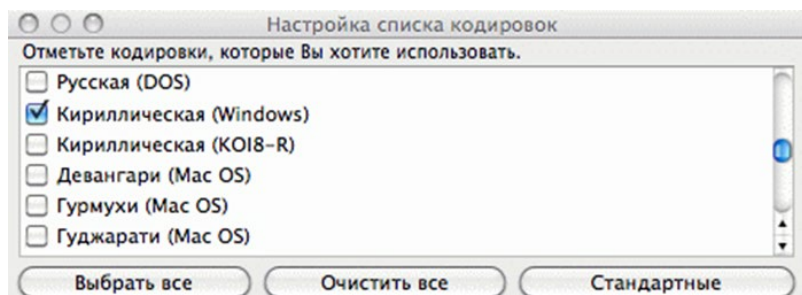 Настройка списка кодировок
Отметьте кодировки, которые Вы хотите использовать.
Русская (DOS)
Кириллическая (Windows)
Кириллическая (KOI8-R)
Девангари (Mac OS)
Гурмухи (Mac OS)
Гуджарати (Mac OS)
Выбрать все Очистить все Стандартные